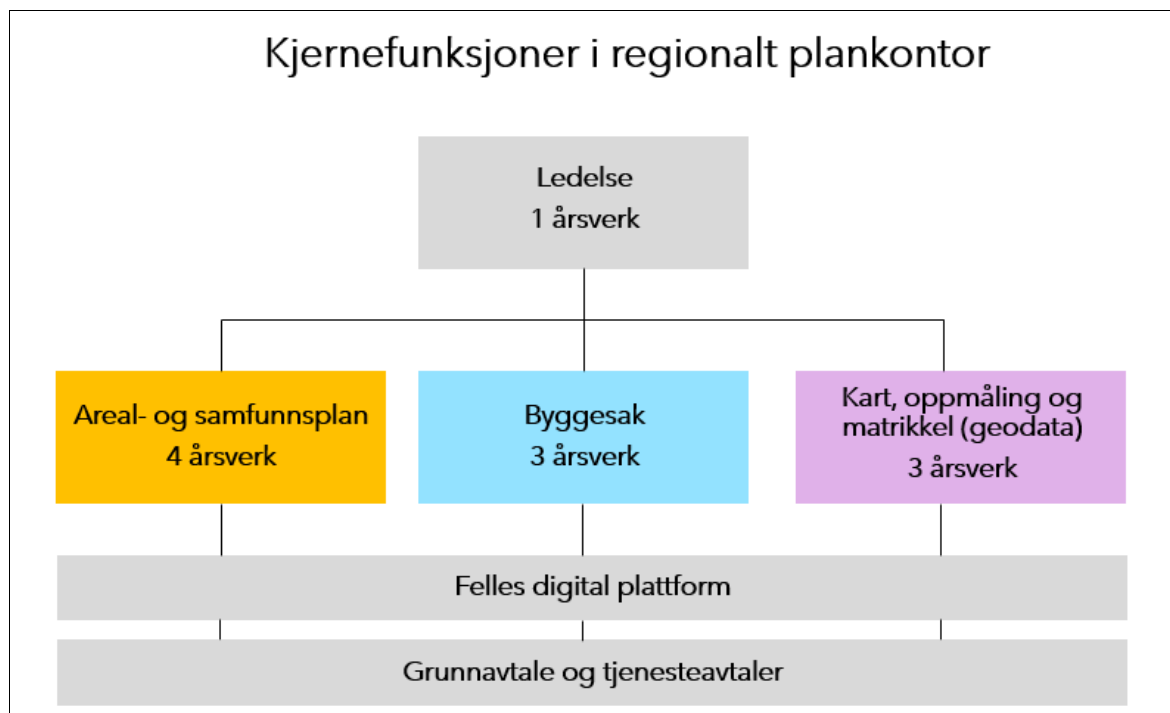 Kjernefunksjoner i regionalt plankontor
Ledelse
1 årsverk
Areal- og samfunnsplan
4 årsverk
Byggesak
3 årsverk
Kart, oppmåling og
matrikkel (geodata)
3 årsverk
Felles digital plattform
Grunnavtale og tjenesteavtaler